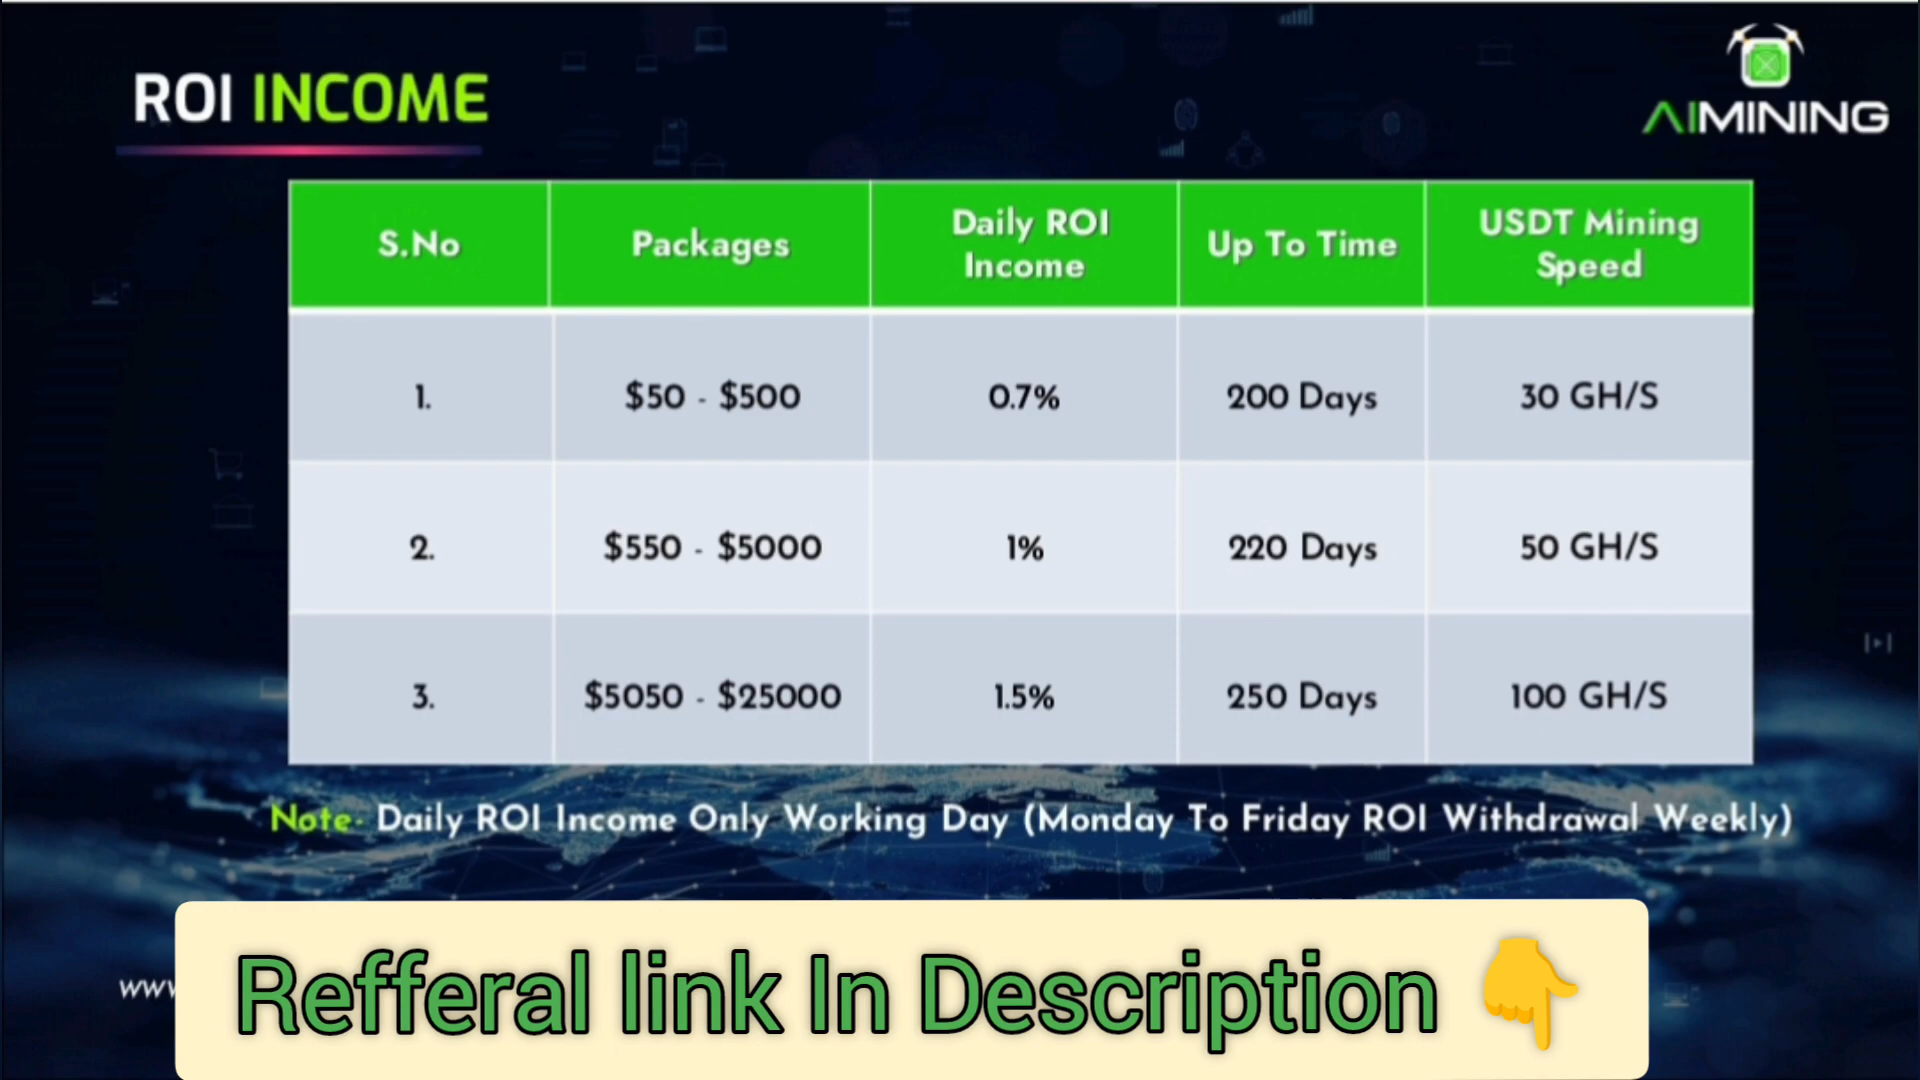 ROI INCOME
AIMINING
S.No Packages Daily ROI Income Up To Time USDT Mining Speed
1. $50 - $500 0.7% 200 Days 30 GH/S
2. $550 - $5000 1% 220 Days 50 GH/S
3. $5050 - $25000 1.5% 250 Days 100 GH/S
Note- Daily ROI Income Only Working Day (Monday To Friday ROI Withdrawal Weekly)
Refferal link In Description 👇